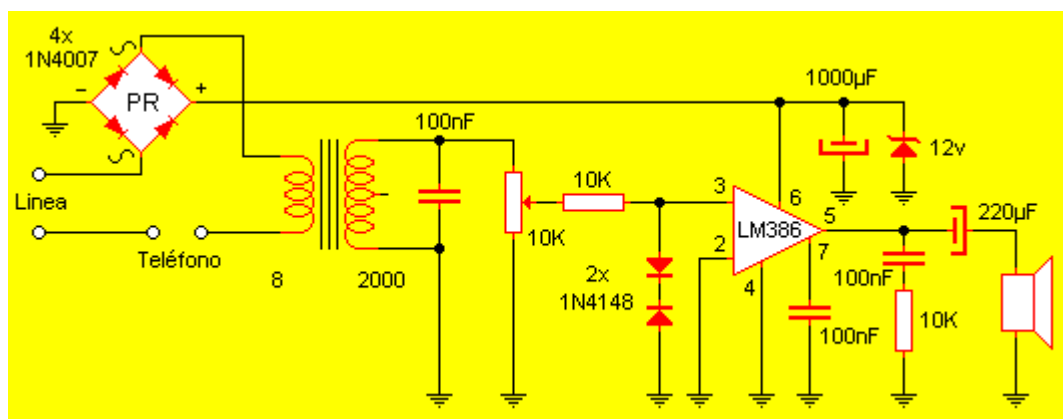 4x
1N4007
PR
−
+
1000µF
100nF
12v
Linea
10K
3
6
5
220µF
LM386
10K
2
7
Teléfono
2x
1N4148
4
100nF
8
2000
100nF
10K